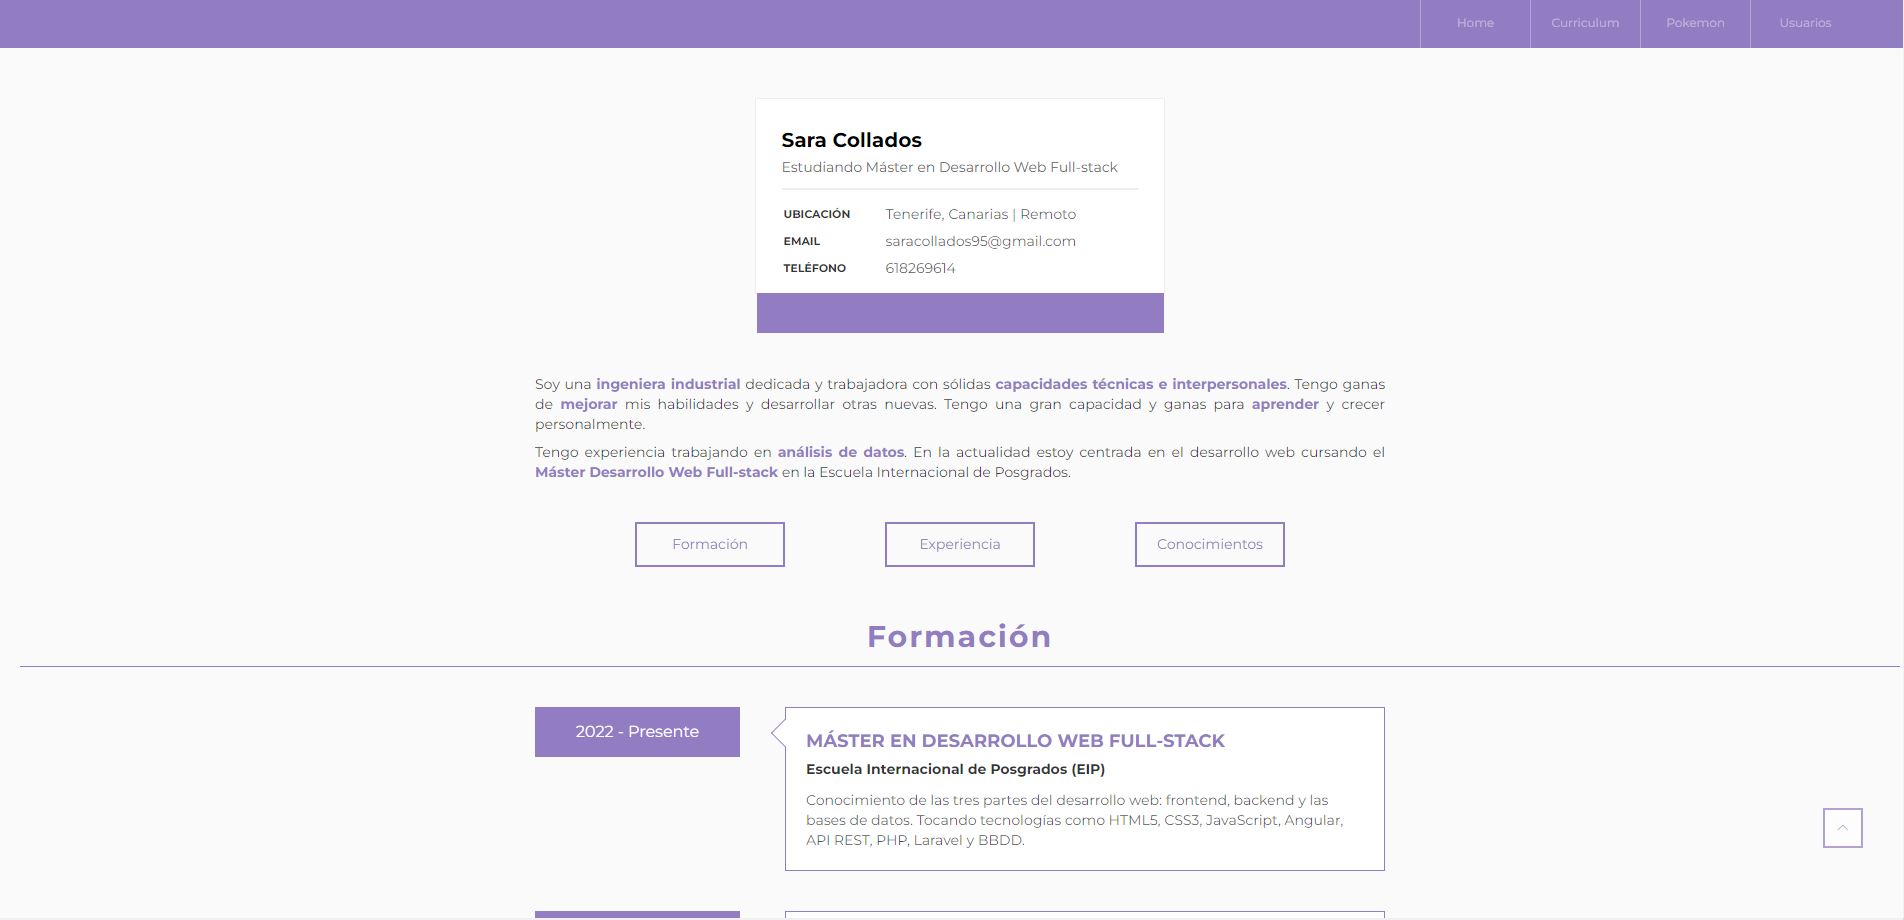 Home Curriculum Pokemon Usuarios
Sara Collados
Estudiando Máster en Desarrollo Web Full-stack
UBICACIÓN Tenerife, Canarias | Remoto
EMAIL saracollados95@gmail.com
TELÉFONO 618269614
Soy una ingeniera industrial dedicada y trabajadora con sólidas capacidades técnicas e interpersonales. Tengo ganas
de mejorar mis habilidades y desarrollar otras nuevas. Tengo una gran capacidad y ganas para aprender y crecer
personalmente.
Tengo experiencia trabajando en análisis de datos. En la actualidad estoy centrada en el desarrollo web cursando el
Máster Desarrollo Web Full-stack en la Escuela Internacional de Posgrados.
Formación Experiencia Conocimientos
Formación
2022 - Presente
MÁSTER EN DESARROLLO WEB FULL-STACK
Escuela Internacional de Posgrados (EIP)
Conocimiento de las tres partes del desarrollo web: frontend, backend y las
bases de datos. Tocando tecnologías como HTML5, CSS3, JavaScript, Angular,
API REST, PHP, Laravel y BBDD.